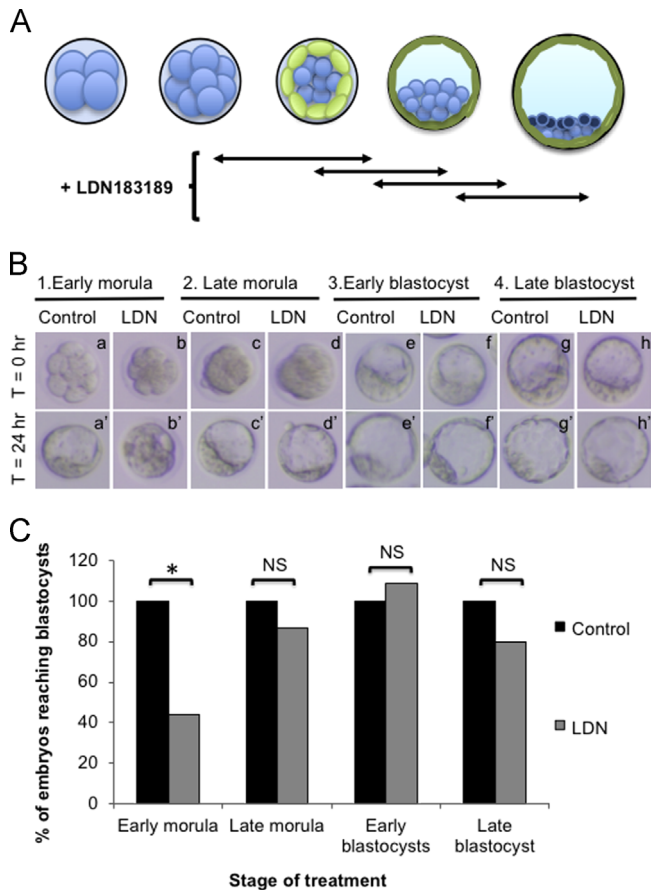 A
+ LDN183189
B
1.Early morula 2. Late morula 3.Early blastocyst 4. Late blastocyst
Control LDN Control LDN Control LDN Control LDN
T = 0 hr
a b c d e f g h
T = 24 hr
a' b' c' d' e' f' g' h'
C
% of embryos reaching blastocysts
120
100
80
60
40
20
0
* NS NS NS
Control
LDN
Early morula Late morula Early blastocysts Late blastocyst
Stage of treatment